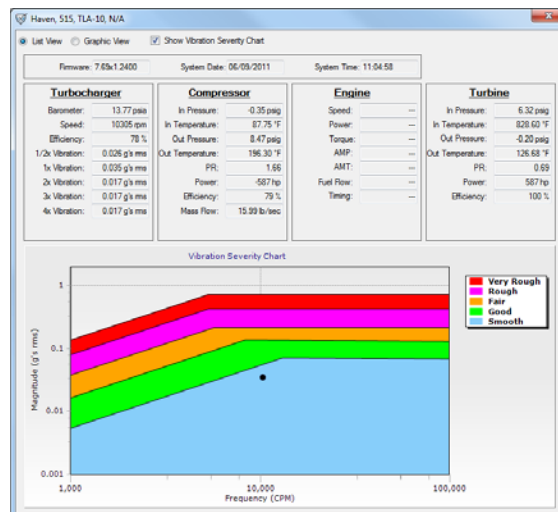 Haven, 515, TLA-10, N/A
List View Graphic View Show Vibration Severity Chart
Firmware: 7.69x1.2400 System Date: 06/09/2011 System Time: 11:04:58
Turbocharger
Barometer: 13.77 psia
Speed: 10305 rpm
Efficiency: 78 %
1/2x Vibration: 0.026 g's rms
1x Vibration: 0.035 g's rms
2x Vibration: 0.017 g's rms
3x Vibration: 0.017 g's rms
4x Vibration: 0.017 g's rms
Compressor
In Pressure: -0.35 psig
In Temperature: 87.75 °F
Out Pressure: 8.47 psig
Out Temperature: 196.30 °F
PR: 1.66
Power: -587 hp
Efficiency: 79 %
Mass Flow: 15.99 lb/sec
Engine
Speed: ---
Power: ---
Torque: ---
AMP: ---
AMT: ---
Fuel Flow: ---
Timing: ---
Turbine
In Pressure: 6.32 psig
In Temperature: 828.60 °F
Out Pressure: -0.20 psig
Out Temperature: 126.68 °F
PR: 0.69
Power: 587 hp
Efficiency: 100 %
Vibration Severity Chart
Magnitude (g's rms)
1
0.1
0.01
0.001
1,000 10,000 100,000
Frequency (CPM)
Very Rough
Rough
Fair
Good
Smooth